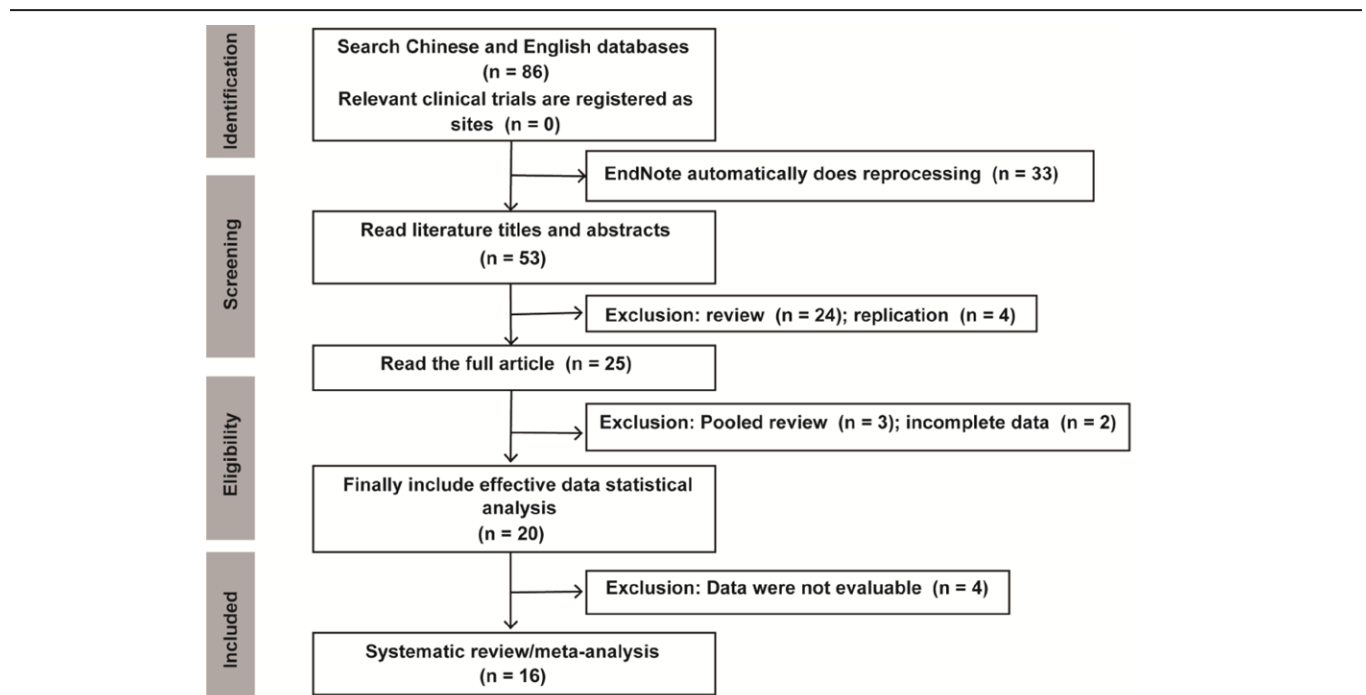 Identification
Search Chinese and English databases
(n = 86)
Relevant clinical trials are registered as
sites (n = 0)
EndNote automatically does reprocessing (n = 33)
Screening
Read literature titles and abstracts
(n = 53)
Exclusion: review (n = 24); replication (n = 4)
Read the full article (n = 25)
Eligibility
Exclusion: Pooled review (n = 3); incomplete data (n = 2)
Finally include effective data statistical
analysis
(n = 20)
Included
Exclusion: Data were not evaluable (n = 4)
Systematic review/meta-analysis
(n = 16)